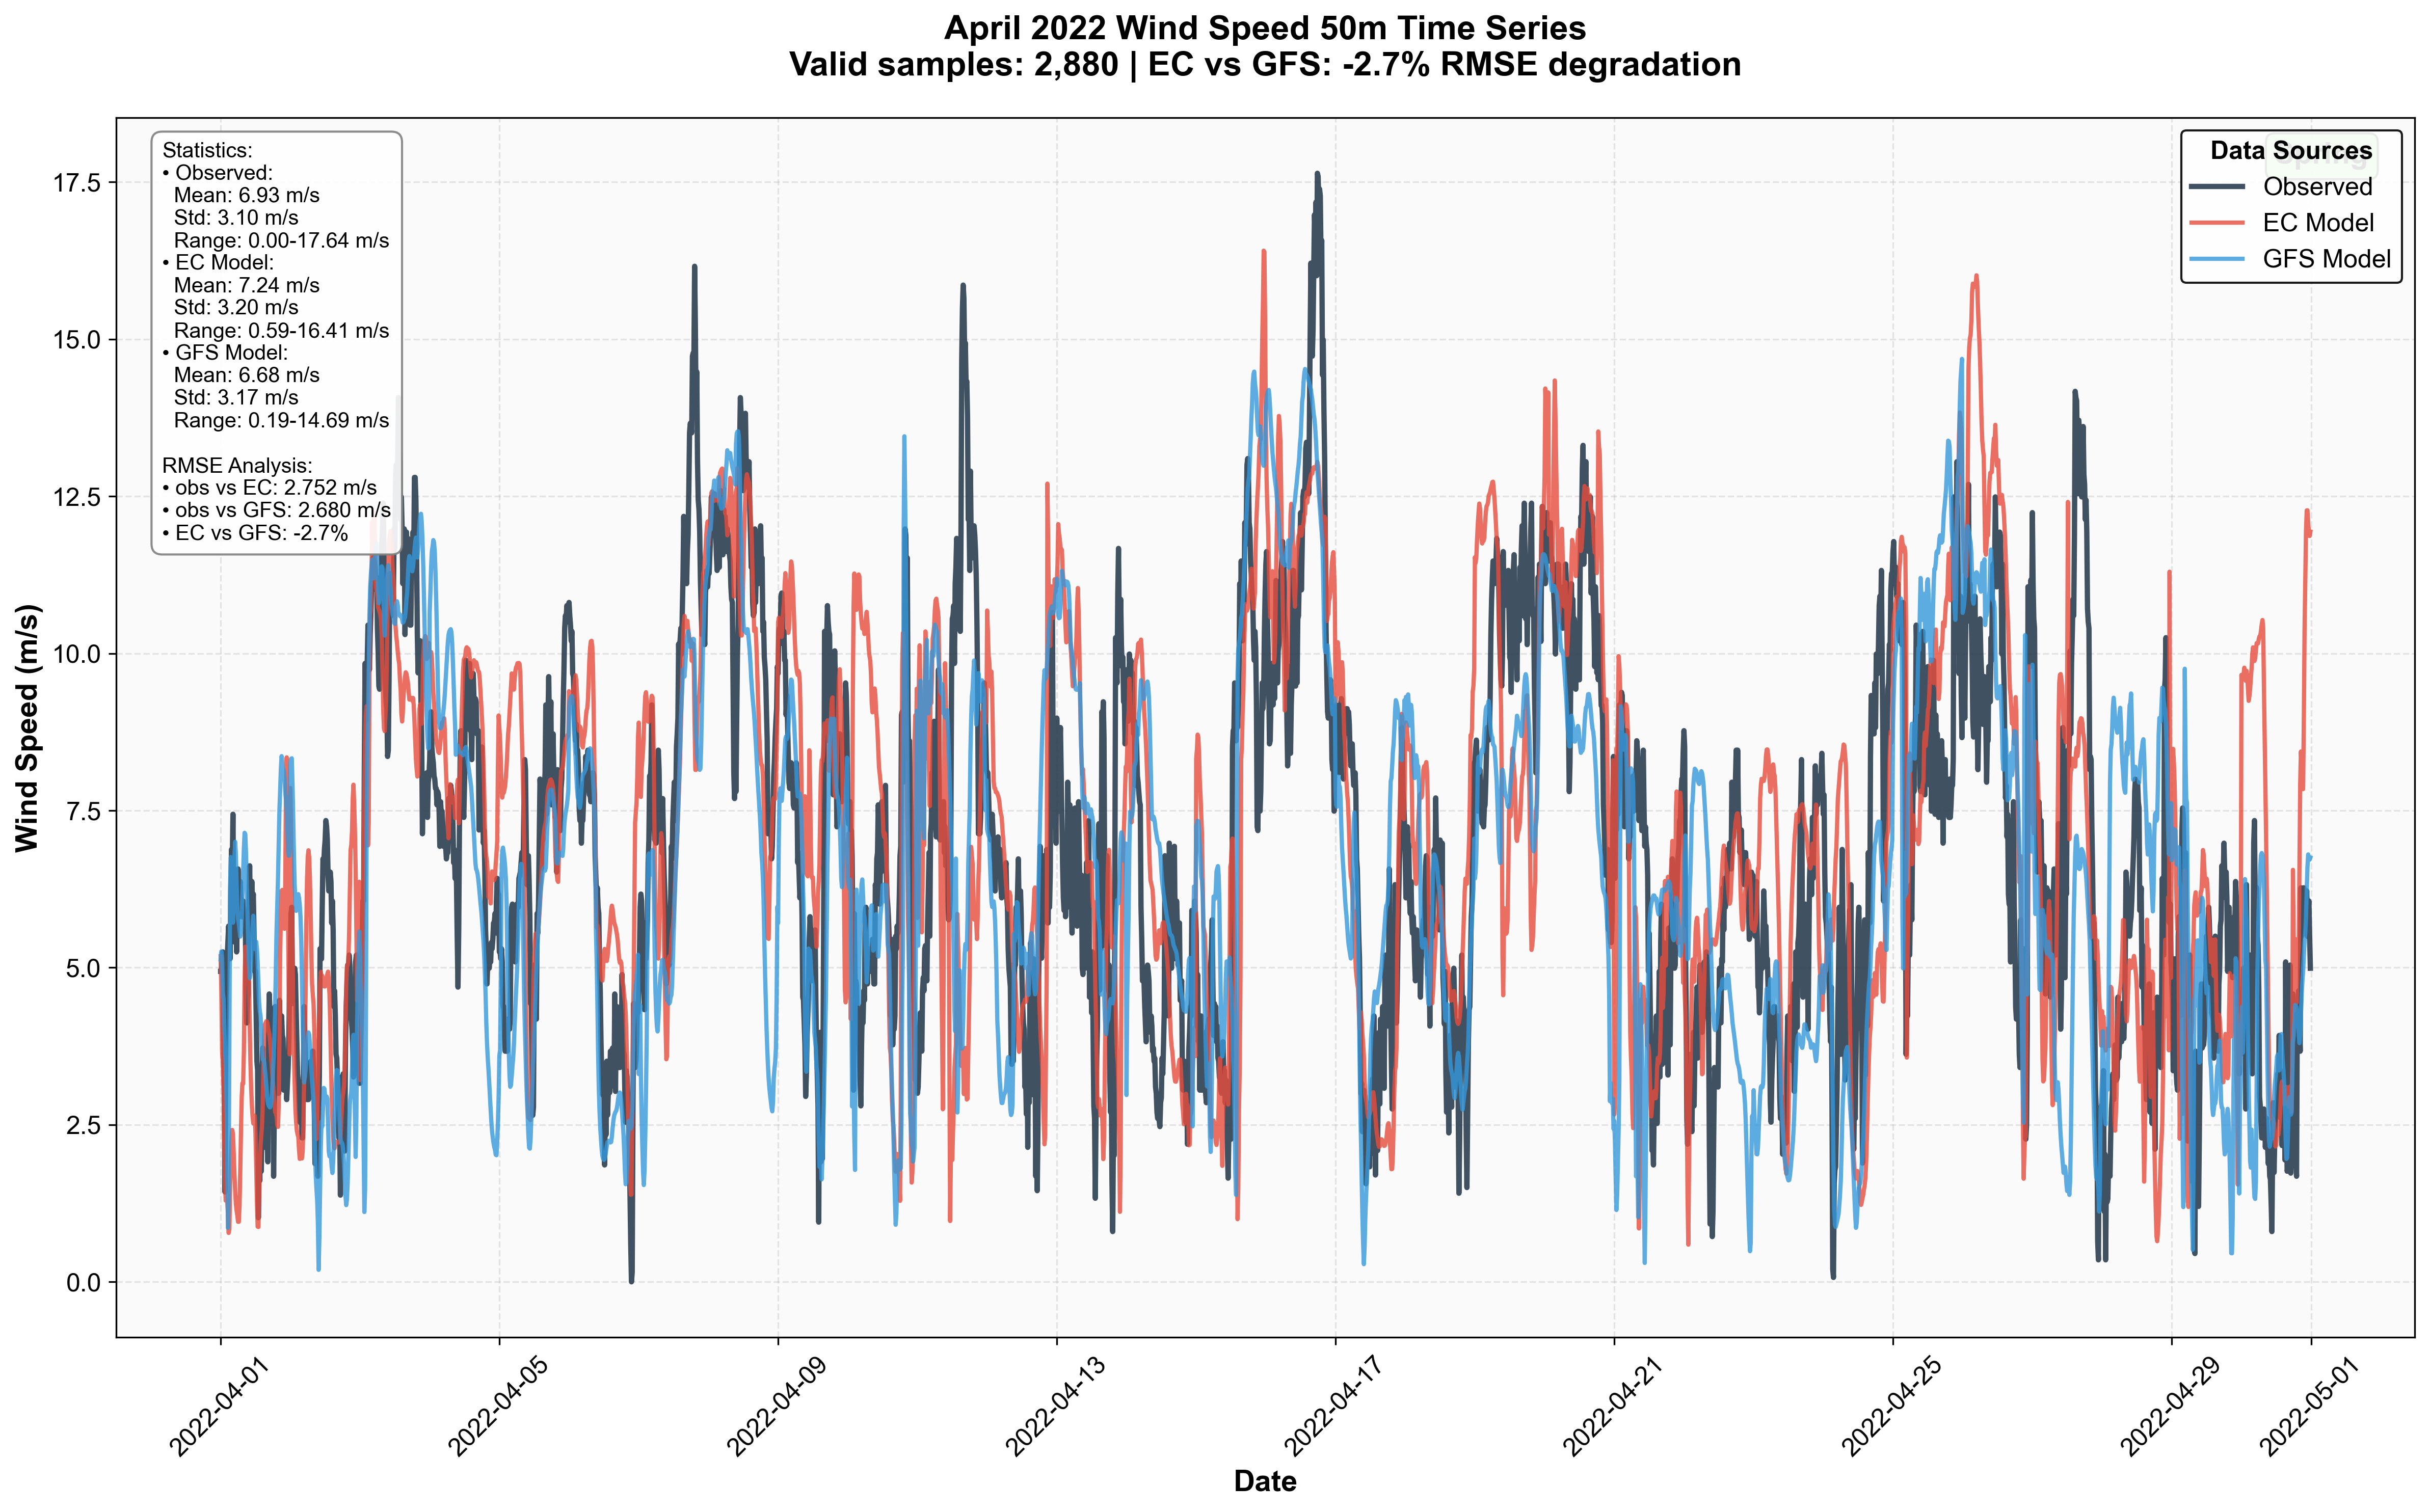 April 2022 Wind Speed 50m Time Series
Valid samples: 2,880 | EC vs GFS: -2.7% RMSE degradation
Statistics:
• Observed:
Mean: 6.93 m/s
Std: 3.10 m/s
Range: 0.00-17.64 m/s
• EC Model:
Mean: 7.24 m/s
Std: 3.20 m/s
Range: 0.59-16.41 m/s
• GFS Model:
Mean: 6.68 m/s
Std: 3.17 m/s
Range: 0.19-14.69 m/s
RMSE Analysis:
• obs vs EC: 2.752 m/s
• obs vs GFS: 2.680 m/s
• EC vs GFS: -2.7%
Spring
Data Sources
Observed
EC Model
GFS Model
Wind Speed (m/s)
17.5
15.0
12.5
10.0
7.5
5.0
2.5
0.0
2022-04-01
2022-04-05
2022-04-09
2022-04-13
2022-04-17
2022-04-21
2022-04-25
2022-04-29
2022-05-01
Date